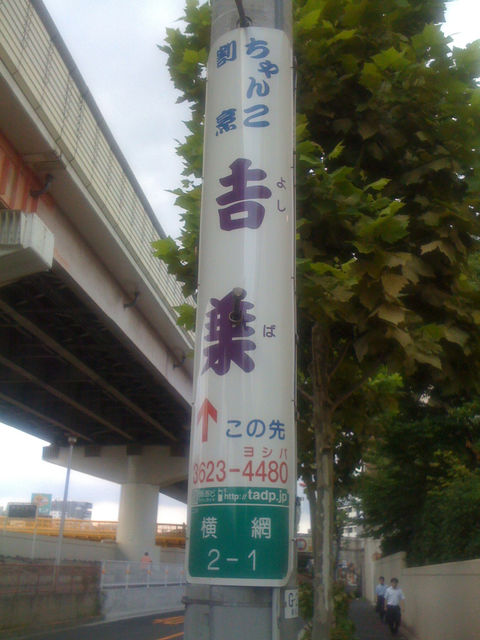 ちゃんこ
割烹
𠮷葉
よし
ば
↑この先
ヨシバ
3623-4480
http://tadp.jp
横網
2-1